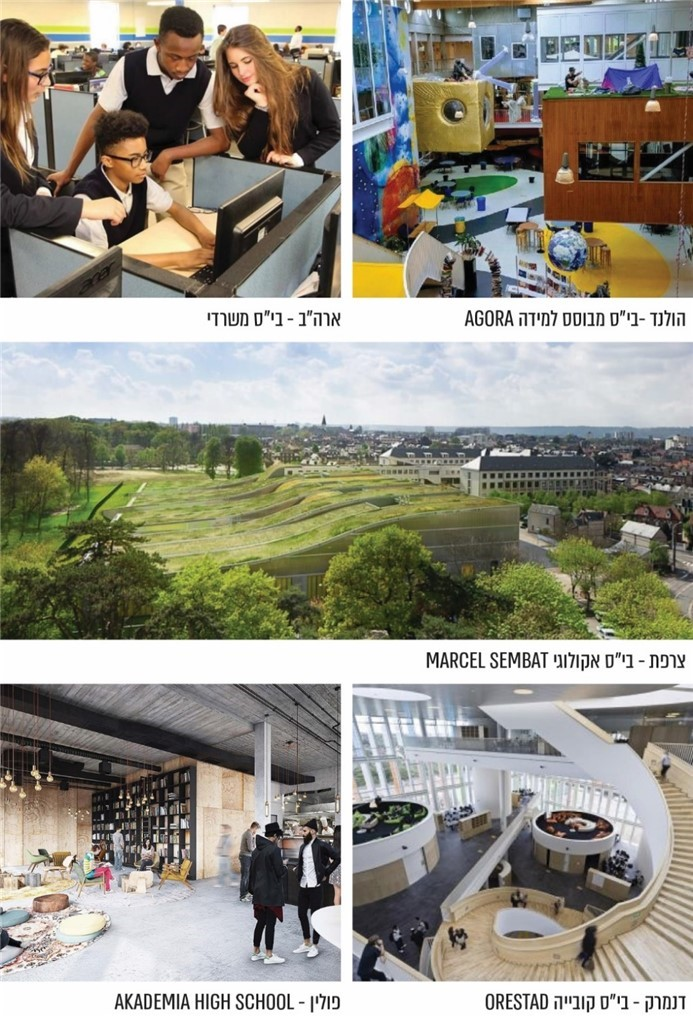 הולנד -בי"ס מבוסס למידה AGORA
ארה"ב - בי"ס משרדי
צרפת - בי"ס אקולוגי MARCEL SEMBAT
דנמרק - בי"ס קובייה ORESTAD
פולין - AKADEMIA HIGH SCHOOL
acer